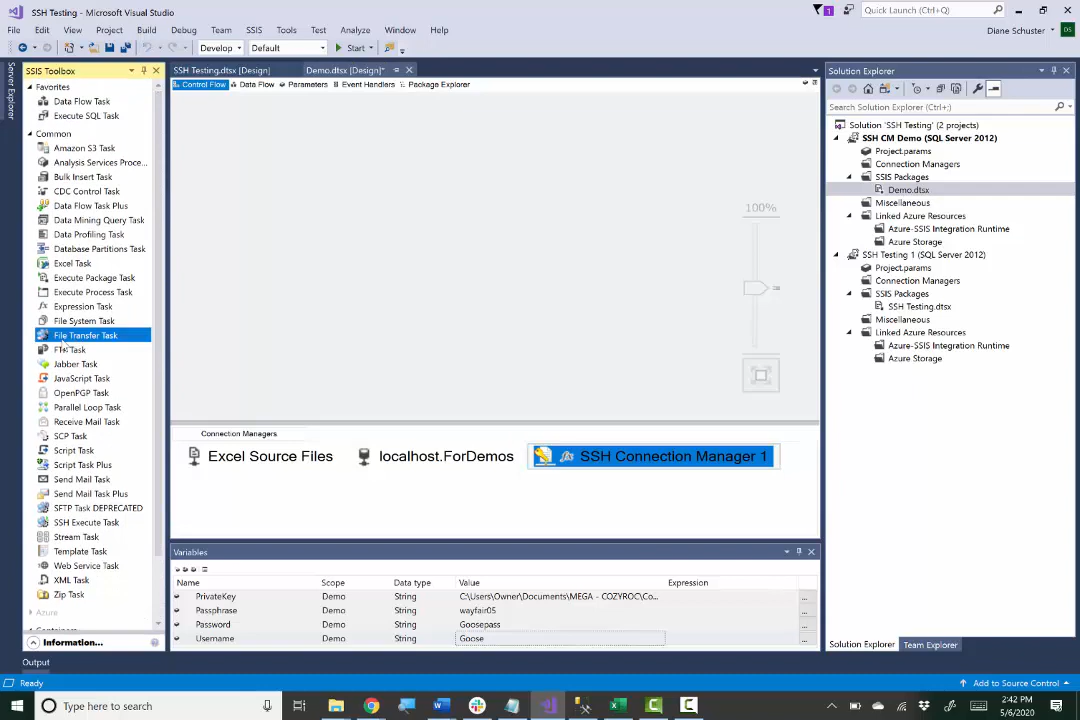 SSH Testing - Microsoft Visual Studio
1
Quick Launch (Ctrl+Q)
File Edit View Project Build Debug Team SSIS Tools Test Analyze Window Help
Diane Schuster
DS
Develop Default Start
Server Explorer
SSIS Toolbox
Favorites
Data Flow Task
Execute SQL Task
Common
Amazon S3 Task
Analysis Services Proce...
Bulk Insert Task
CDC Control Task
Data Flow Task Plus
Data Mining Query Task
Data Profiling Task
Database Partitions Task
Excel Task
Execute Package Task
Execute Process Task
Expression Task
File System Task
File Transfer Task
FTP Task
Jabber Task
JavaScript Task
OpenPGP Task
Parallel Loop Task
Receive Mail Task
SCP Task
Script Task
Script Task Plus
Send Mail Task
Send Mail Task Plus
SFTP Task DEPRECATED
SSH Execute Task
Stream Task
Template Task
Web Service Task
XML Task
Zip Task
Azure
Information...
SSH Testing.dtsx [Design] Demo.dtsx [Design]*
Control Flow Data Flow Parameters Event Handlers Package Explorer
100%
Connection Managers
Excel Source Files localhost.ForDemos fx SSH Connection Manager 1
Variables
Name Scope Data type Value Expression
PrivateKey Demo String C:\Users\Owner\Documents\MEGA - COZYROC\Co... ...
Passphrase Demo String wayfair05 ...
Password Demo String Goosepass ...
Username Demo String Goose ...
Solution Explorer
Search Solution Explorer (Ctrl+;)
Solution 'SSH Testing' (2 projects)
SSH CM Demo (SQL Server 2012)
Project.params
Connection Managers
SSIS Packages
Demo.dtsx
Miscellaneous
Linked Azure Resources
Azure-SSIS Integration Runtime
Azure Storage
SSH Testing 1 (SQL Server 2012)
Project.params
Connection Managers
SSIS Packages
SSH Testing.dtsx
Miscellaneous
Linked Azure Resources
Azure-SSIS Integration Runtime
Azure Storage
Solution Explorer Team Explorer
Output
Ready
Add to Source Control
Type here to search
2:42 PM
5/6/2020